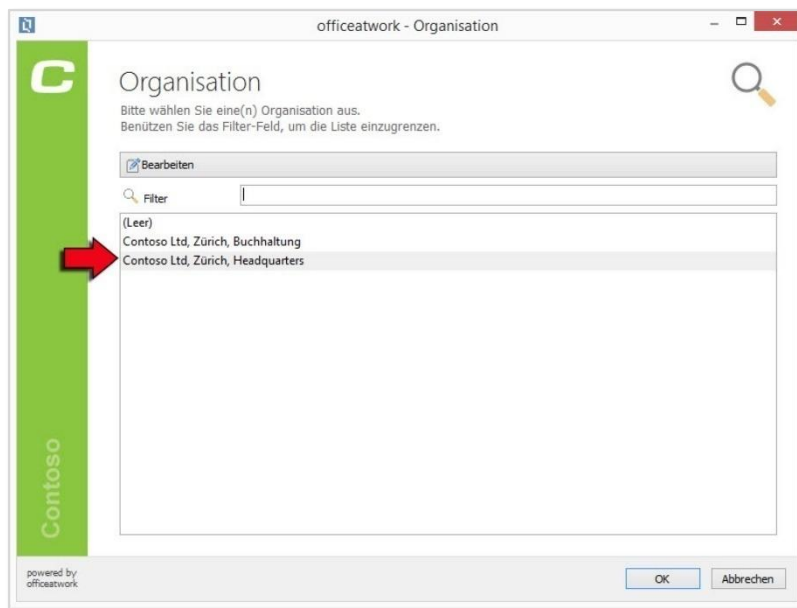 officeatwork - Organisation
C
Organisation
Bitte wählen Sie eine(n) Organisation aus.
Benützen Sie das Filter-Feld, um die Liste einzugrenzen.
Bearbeiten
Filter
(Leer)
Contoso Ltd, Zürich, Buchhaltung
Contoso Ltd, Zürich, Headquarters
Contoso
powered by
officeatwork
OK
Abbrechen